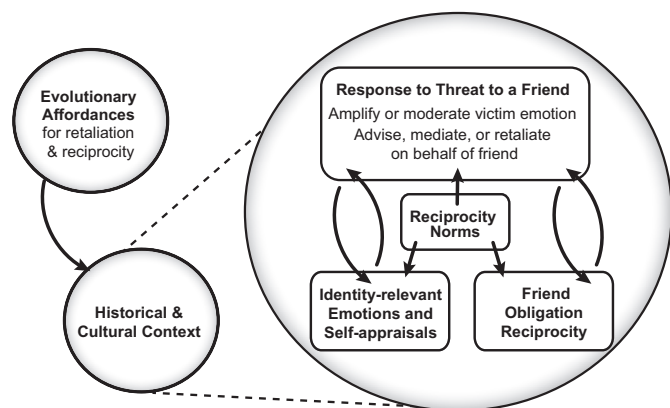 Evolutionary
Affordances
for retaliation
& reciprocity
Historical &
Cultural Context
Response to Threat to a Friend
Amplify or moderate victim emotion
Advise, mediate, or retaliate
on behalf of friend
Reciprocity
Norms
Identity-relevant
Emotions and
Self-appraisals
Friend
Obligation
Reciprocity